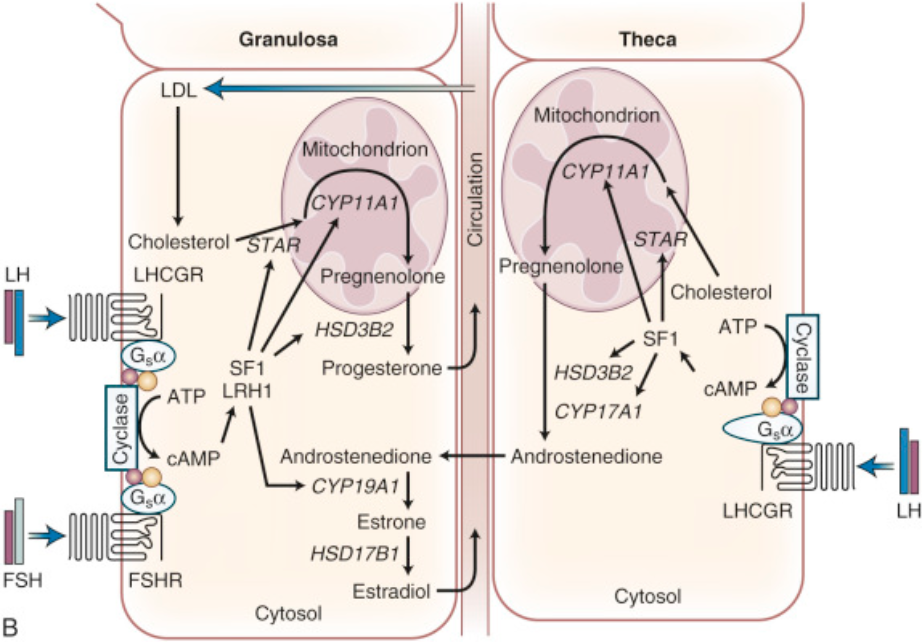 Granulosa
Theca
LDL
Mitochondrion
CYP11A1
Cholesterol
STAR
LHCGR
LH
Pregnenolone
Gsα
HSD3B2
SF1
LRH1
Progesterone
Cyclase
ATP
cAMP
Androstenedione
CYP19A1
Gsα
Estrone
HSD17B1
FSH
FSHR
Estradiol
Cytosol
B
Circulation
Mitochondrion
CYP11A1
STAR
Pregnenolone
Cholesterol
ATP
SF1
Cyclase
HSD3B2
cAMP
CYP17A1
Gsα
Androstenedione
LHCGR
LH
Cytosol